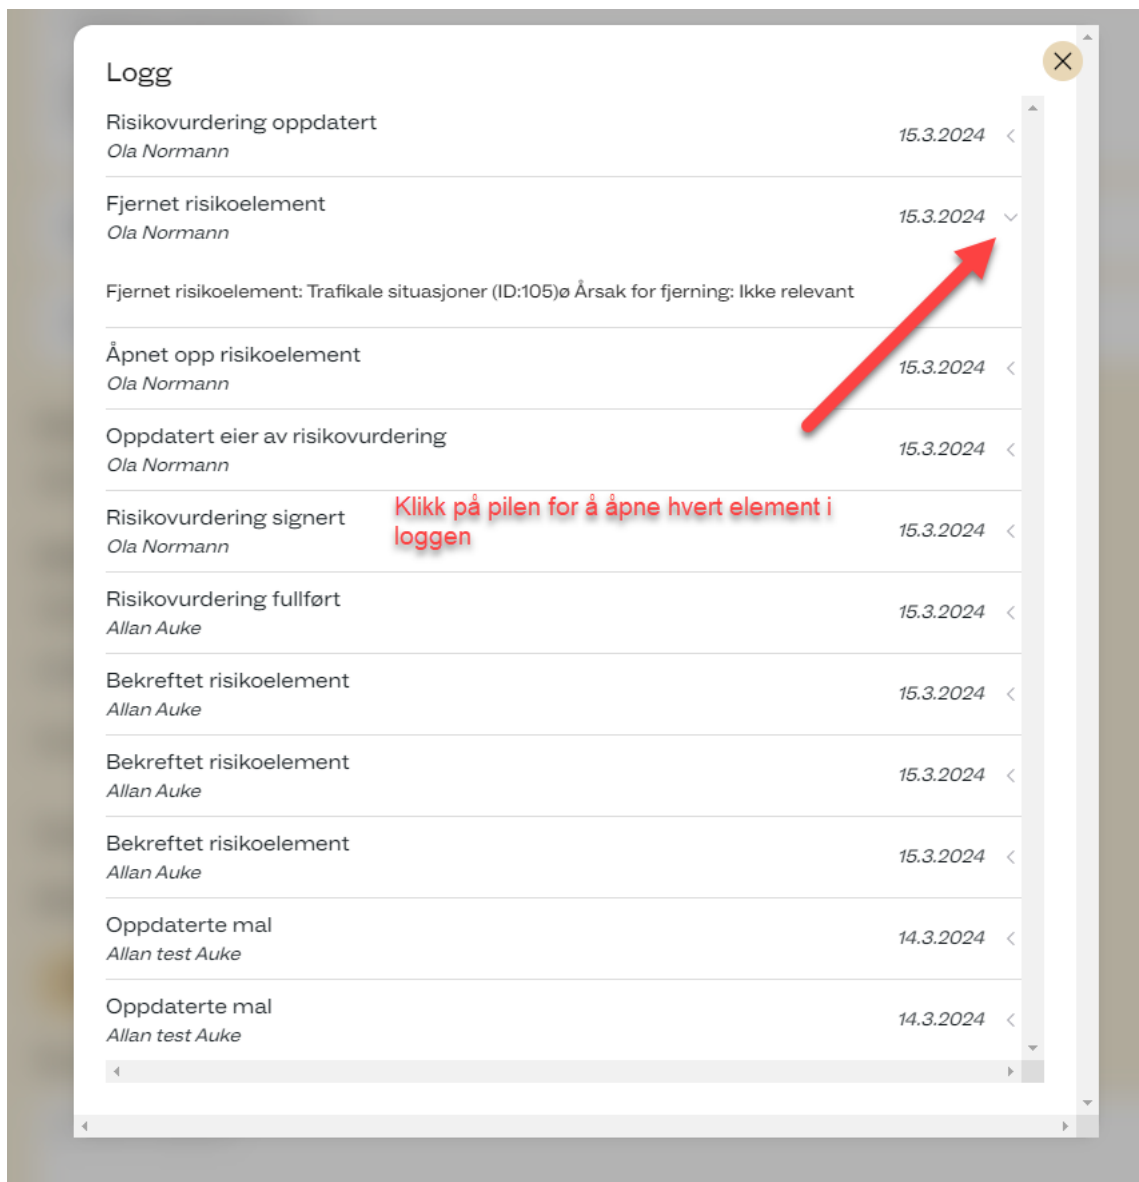 Logg
Risikovurdering oppdatert
Ola Normann
15.3.2024
Fjernet risikoelement
Ola Normann
15.3.2024
Fjernet risikoelement: Trafikale situasjoner (ID:105)ø Årsak for fjerning: Ikke relevant
Åpnet opp risikoelement
Ola Normann
15.3.2024
Oppdatert eier av risikovurdering
Ola Normann
15.3.2024
Risikovurdering signert
Ola Normann
15.3.2024
Klikk på pilen for å åpne hvert element i
loggen
Risikovurdering fullført
Allan Auke
15.3.2024
Bekreftet risikoelement
Allan Auke
15.3.2024
Bekreftet risikoelement
Allan Auke
15.3.2024
Bekreftet risikoelement
Allan Auke
15.3.2024
Oppdaterte mal
Allan test Auke
14.3.2024
Oppdaterte mal
Allan test Auke
14.3.2024